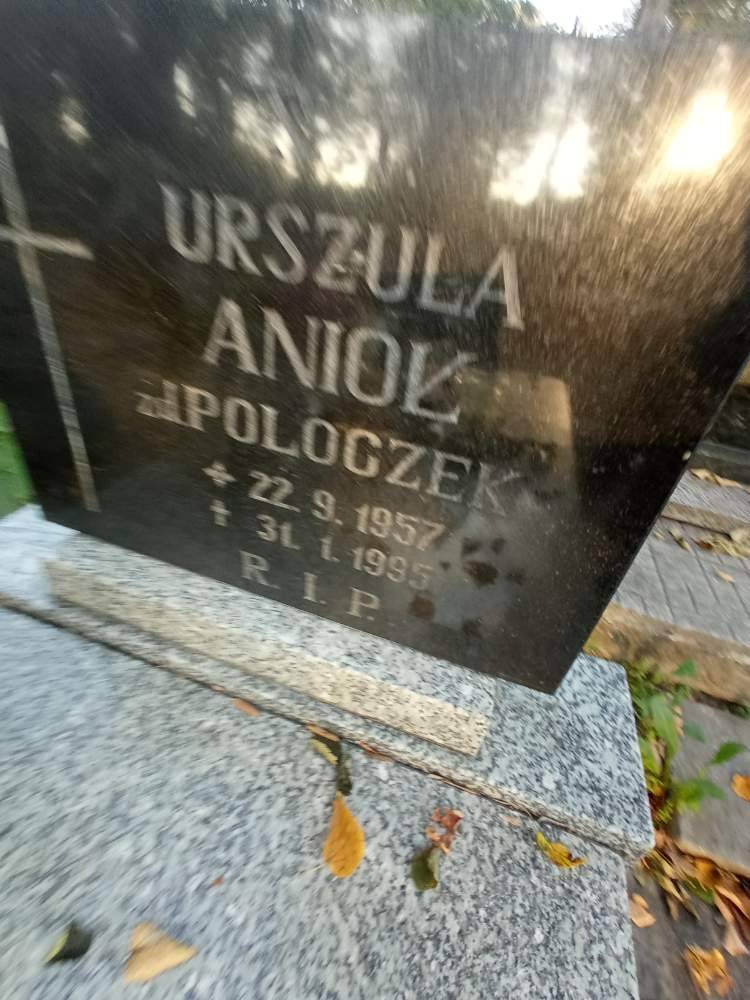 URSZULA
ANIOŁ
zd.POLOCZEK
22. 9. 1957
† 31. 1. 1995
R. I. P.